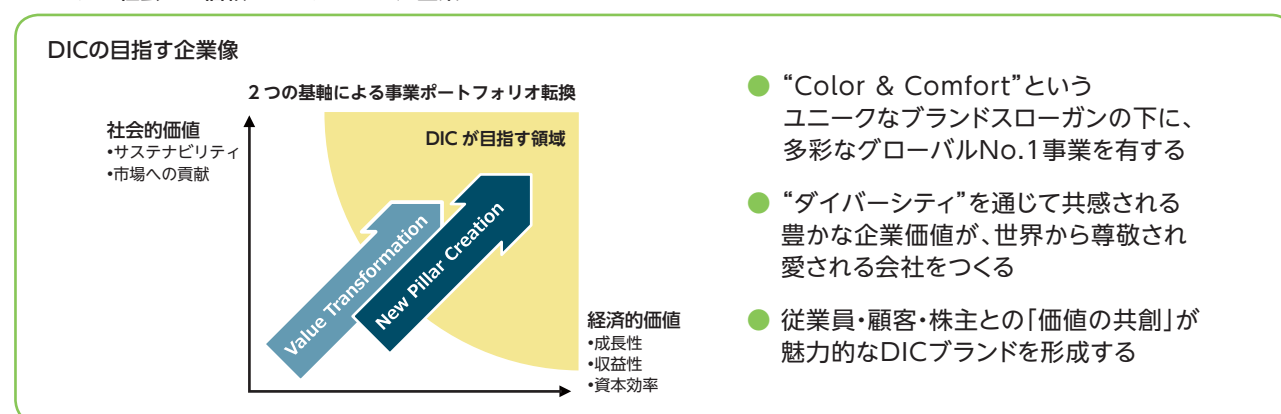 DICの目指す企業像
2つの基軸による事業ポートフォリオ転換
社会的価値
•サステナビリティ
•市場への貢献
DIC が目指す領域
Value Transformation
New Pillar Creation
経済的価値
•成長性
•収益性
•資本効率
“Color & Comfort”という
ユニークなブランドスローガンの下に、
多彩なグローバルNo.1事業を有する
“ダイバーシティ”を通じて共感される
豊かな企業価値が、世界から尊敬され
愛される会社をつくる
従業員・顧客・株主との「価値の共創」が
魅力的なDICブランドを形成する